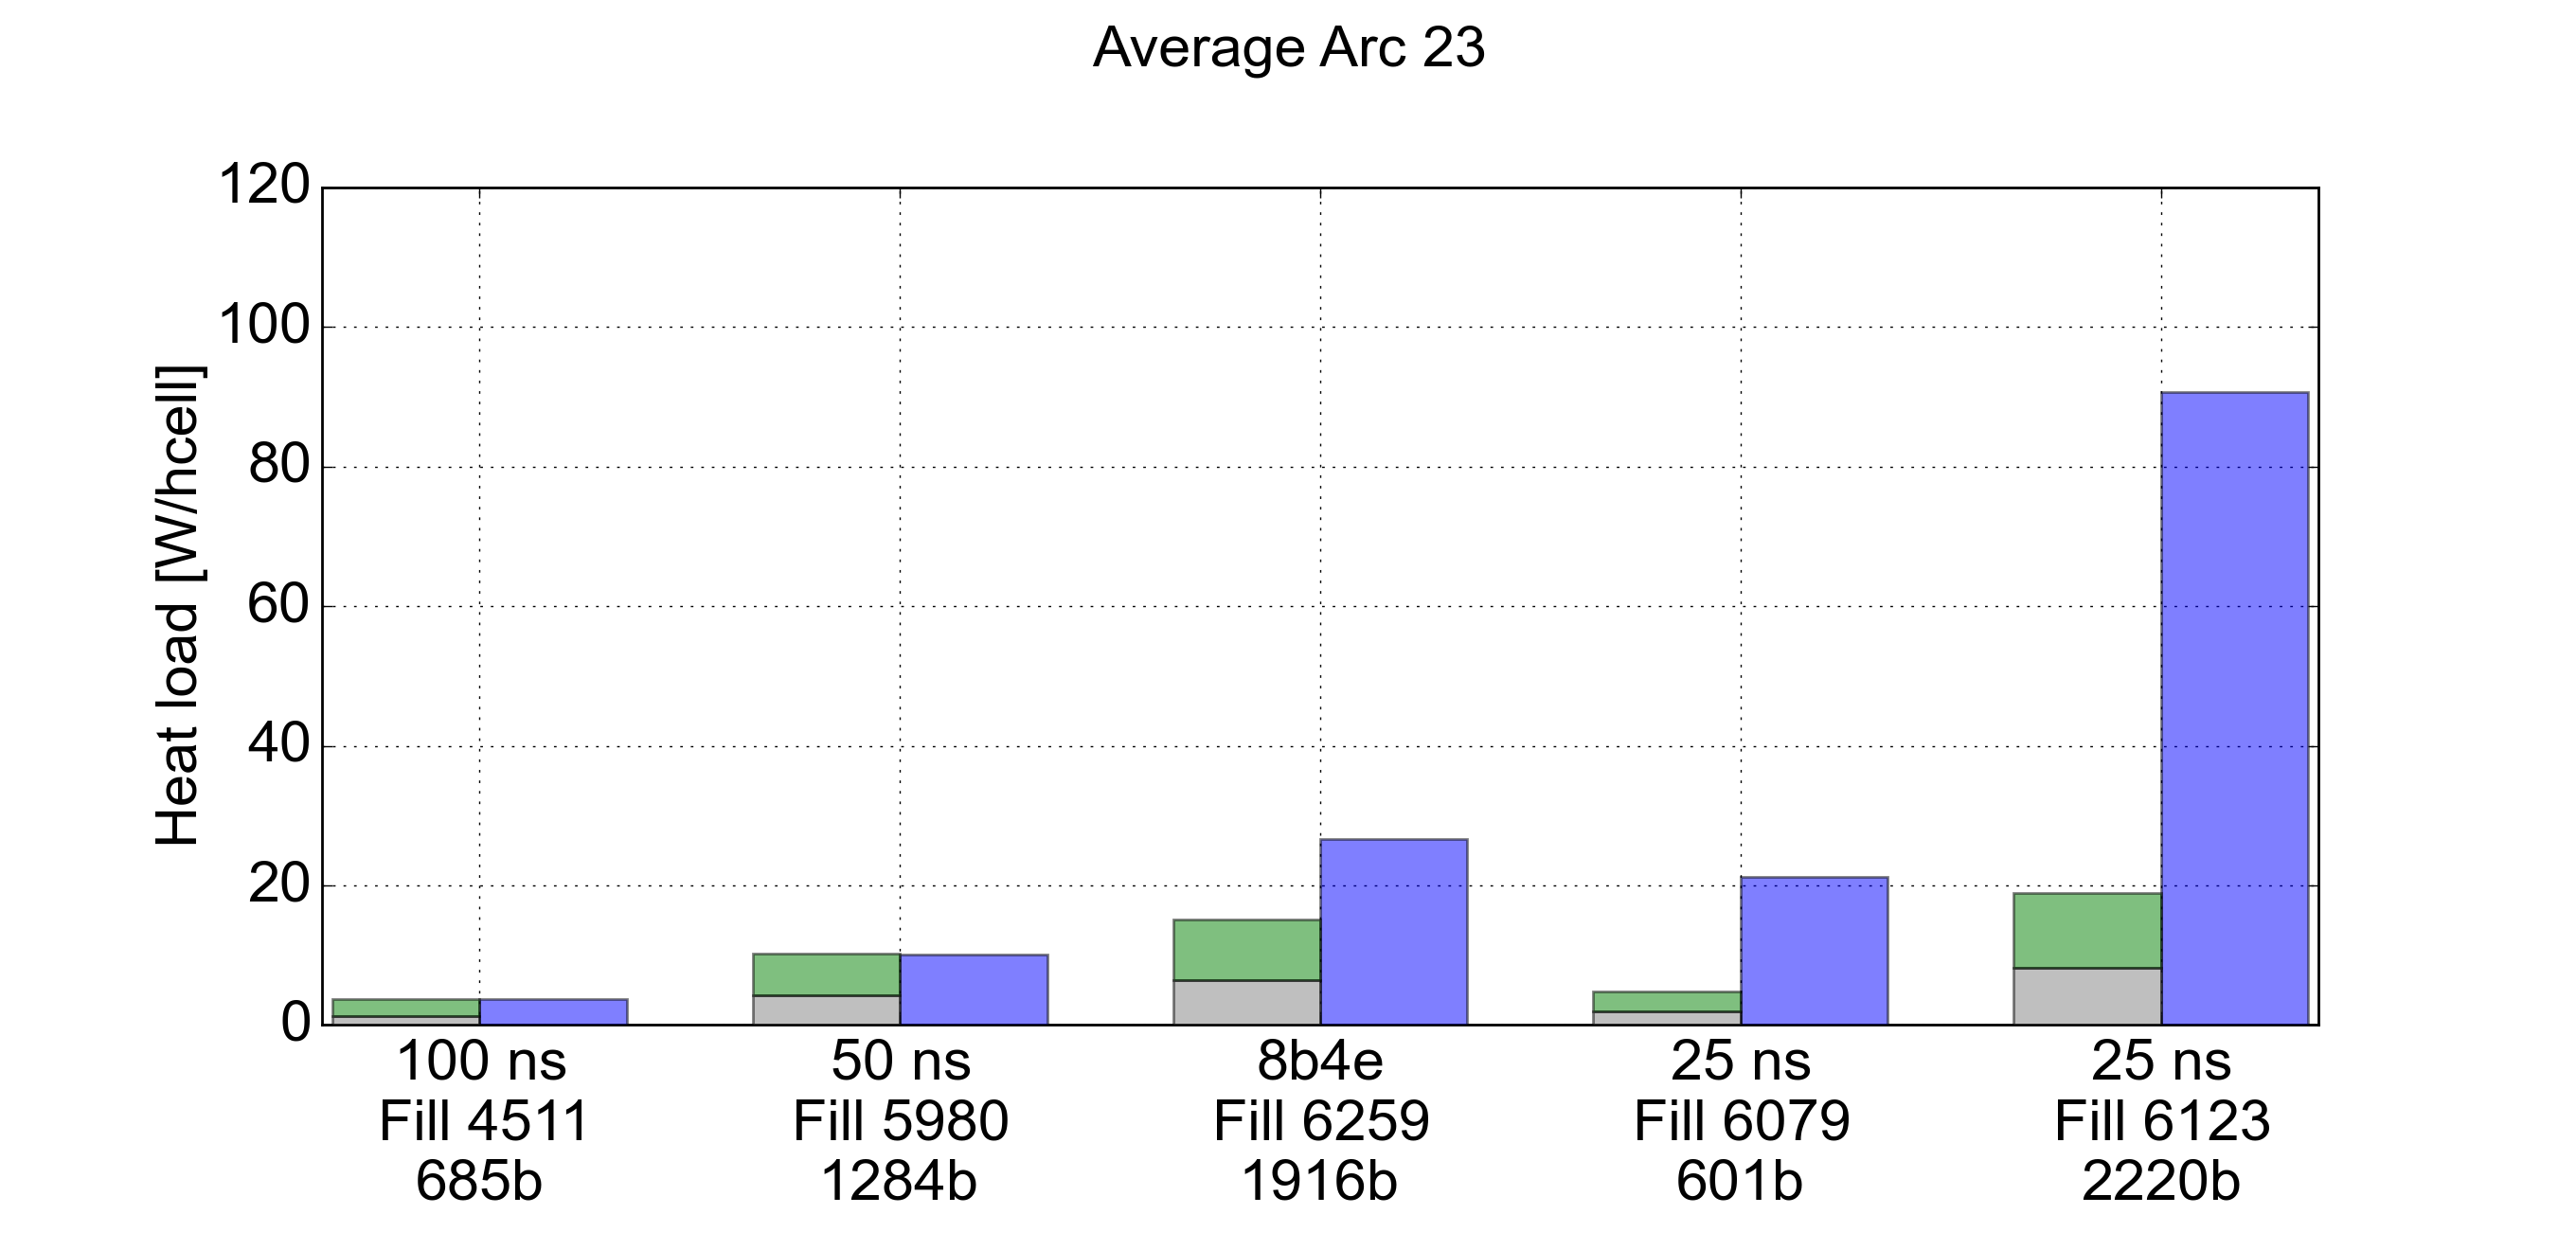 Average Arc 23
Heat load [W/hcell]
120
100
80
60
40
20
0
100 ns
Fill 4511
685b
50 ns
Fill 5980
1284b
8b4e
Fill 6259
1916b
25 ns
Fill 6079
601b
25 ns
Fill 6123
2220b